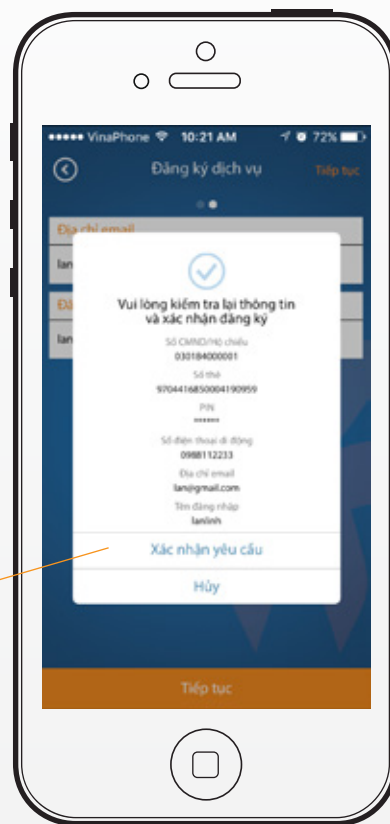 VinaPhone 10:21 AM 72%
Đăng ký dịch vụ Tiếp tục
Địa chỉ email
lan
Đă
lan
Vui lòng kiểm tra lại thông tin
và xác nhận đăng ký
Số CMND/Hộ chiếu
030184000001
Số thẻ
9704416850004190959
PIN
******
Số điện thoại di động
0988112233
Địa chỉ email
lan@gmail.com
Tên đăng nhập
lanlinh
Xác nhận yêu cầu
Hủy
Tiếp tục